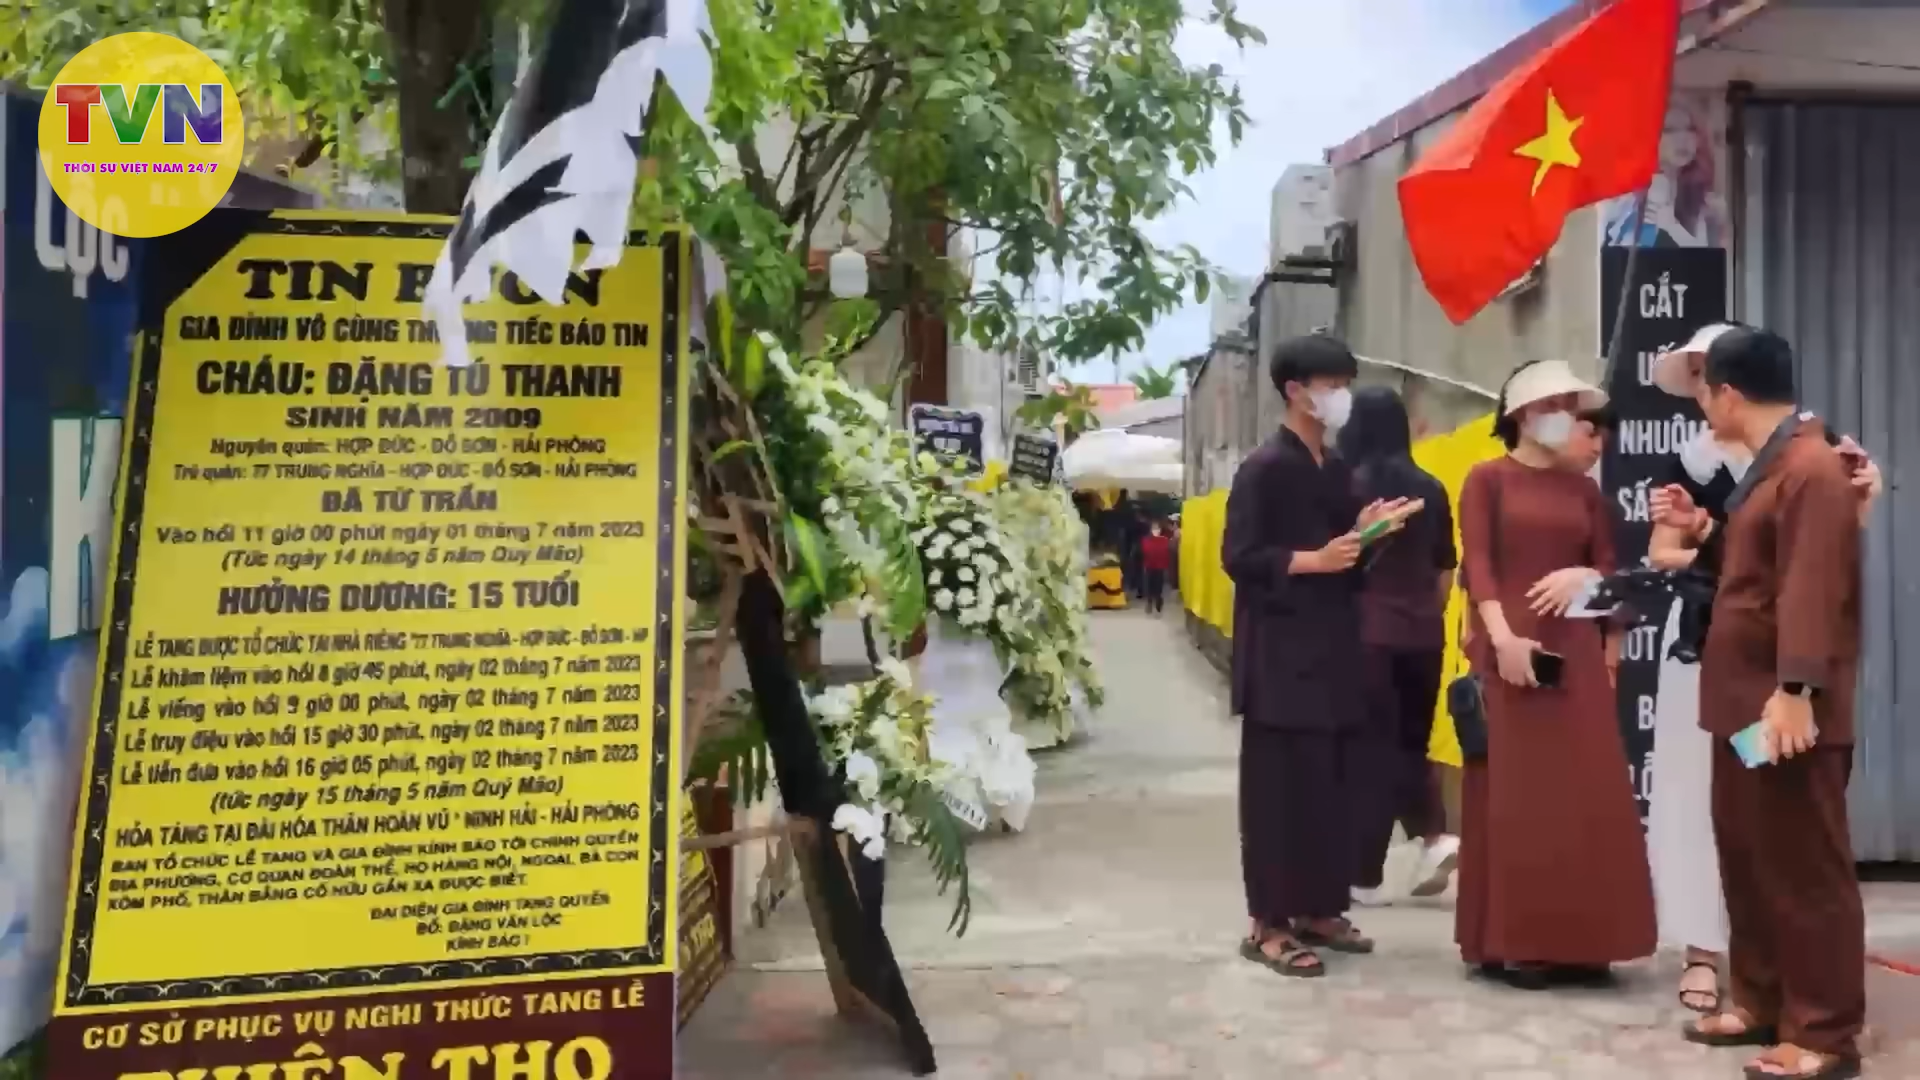 TVN
THỜI SỰ VIỆT NAM 24/7
LỘC
TIN BUỒN
GIA ĐÌNH VÔ CÙNG THƯƠNG TIẾC BÁO TIN
CHÁU: ĐẶNG TÚ THANH
SINH NĂM 2009
Nguyên quán: HỢP ĐỨC - ĐỒ SƠN - HẢI PHÒNG
Trú quán: 77 TRUNG NGHĨA - HỢP ĐỨC - ĐỒ SƠN - HẢI PHÒNG
ĐÃ TỪ TRẦN
Vào hồi 11 giờ 00 phút ngày 01 tháng 7 năm 2023
(Tức ngày 14 tháng 5 năm Quý Mão)
HƯỞNG DƯƠNG: 15 TUỔI
LỄ TANG ĐƯỢC TỔ CHỨC TẠI NHÀ RIÊNG "77 TRUNG NGHĨA - HỢP ĐỨC - ĐỒ SƠN - HP
Lễ khâm liệm vào hồi 8 giờ 45 phút, ngày 02 tháng 7 năm 2023
Lễ viếng vào hồi 9 giờ 00 phút, ngày 02 tháng 7 năm 2023
Lễ truy điệu vào hồi 15 giờ 30 phút, ngày 02 tháng 7 năm 2023
Lễ tiễn đưa vào hồi 16 giờ 05 phút, ngày 02 tháng 7 năm 2023
(tức ngày 15 tháng 5 năm Quý Mão)
HỎA TÁNG TẠI ĐÀI HÓA THÂN HOÀN VŨ " NINH HẢI - HẢI PHÒNG
BAN TỔ CHỨC LỄ TANG VÀ GIA ĐÌNH KÍNH BÁO TỚI CHÍNH QUYỀN
ĐỊA PHƯƠNG, CƠ QUAN ĐOÀN THỂ, HỌ HÀNG NỘI, NGOẠI, BÀ CON
XÓM PHỐ, THÂN BẰNG CỐ HỮU GẦN XA ĐƯỢC BIẾT.
ĐẠI DIỆN GIA ĐÌNH TANG QUYẾN
BỐ: ĐẶNG VĂN LỘC
KÍNH BÁO !
CƠ SỞ PHỤC VỤ NGHI THỨC TANG LỄ
THIÊN THỌ
CẮT
UỐN
NHUỘM
SẤ